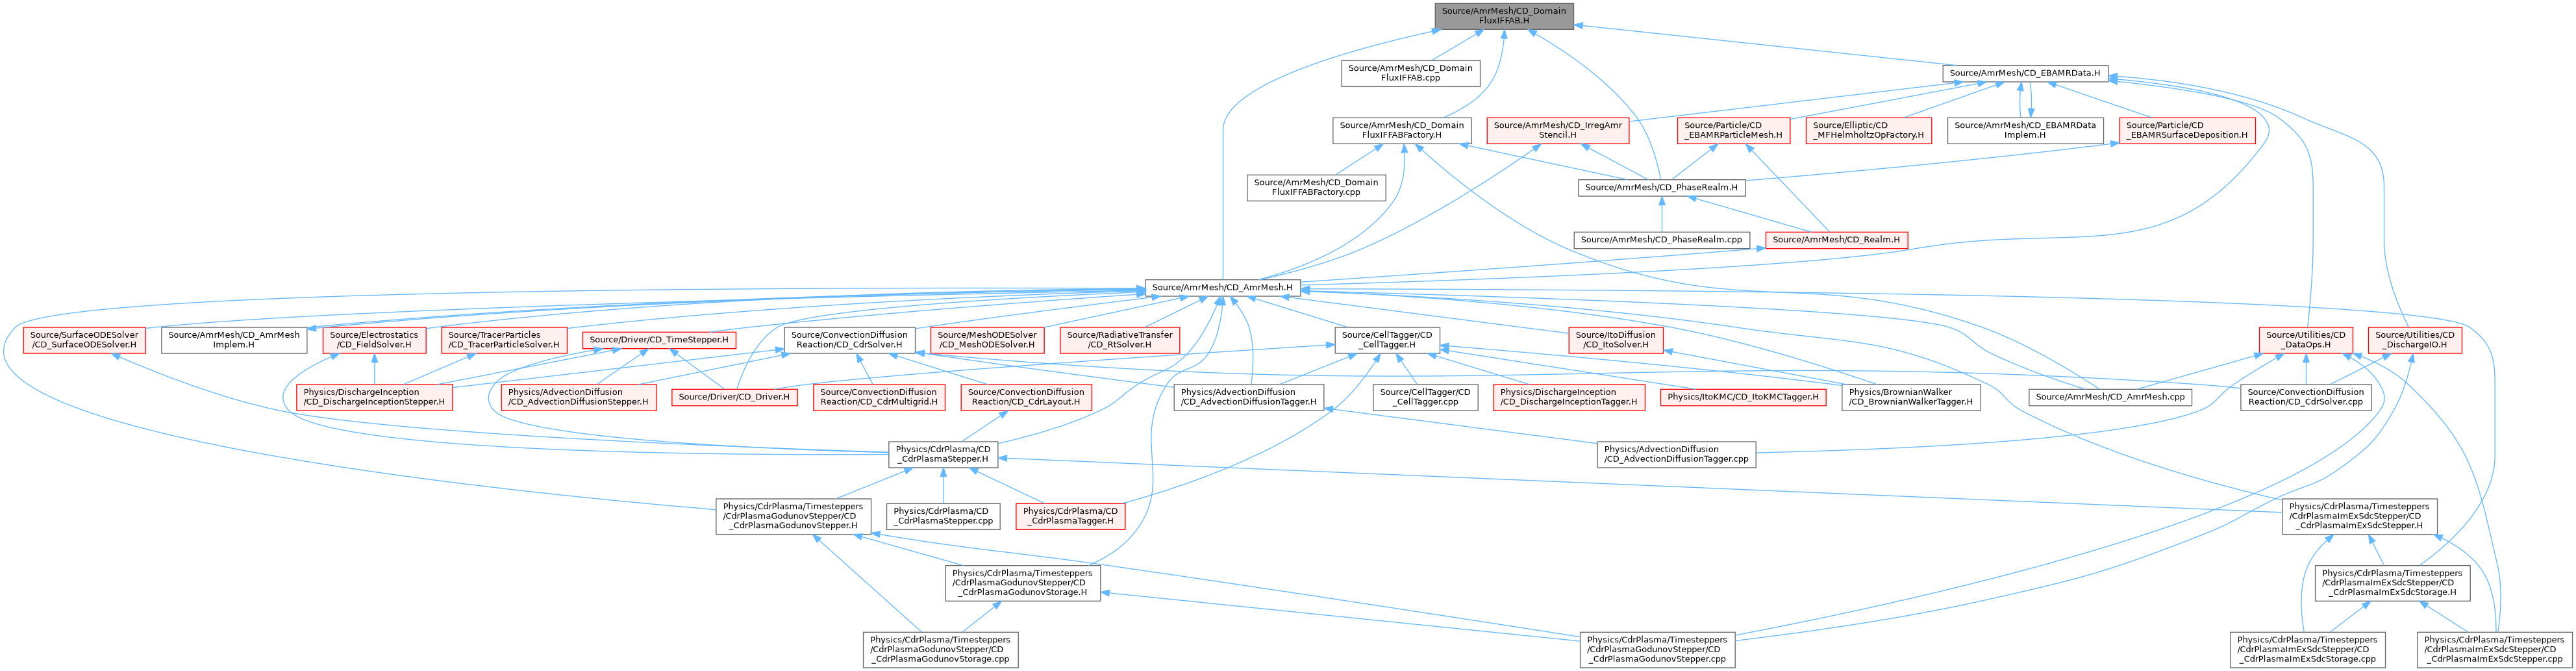 Source/AmrMesh/CD_Domain
FluxIFFAB.H
Source/AmrMesh/CD_Domain
FluxIFFAB.cpp
Source/AmrMesh/CD_EBAMRData.H
Source/AmrMesh/CD_Domain
FluxIFFABFactory.H
Source/AmrMesh/CD_IrregAmr
Stencil.H
Source/Particle/CD
_EBAMRParticleMesh.H
Source/Elliptic/CD
_MFHelmholtzOpFactory.H
Source/AmrMesh/CD_EBAMRData
Implem.H
Source/Particle/CD
_EBAMRSurfaceDeposition.H
Source/AmrMesh/CD_Domain
FluxIFFABFactory.cpp
Source/AmrMesh/CD_PhaseRealm.H
Source/AmrMesh/CD_PhaseRealm.cpp
Source/AmrMesh/CD_Realm.H
Source/AmrMesh/CD_AmrMesh.H
Source/SurfaceODESolver
/CD_SurfaceODESolver.H
Source/AmrMesh/CD_AmrMesh
Implem.H
Source/Electrostatics
/CD_FieldSolver.H
Source/TracerParticles
/CD_TracerParticleSolver.H
Source/Driver/CD_TimeStepper.H
Source/ConvectionDiffusion
Reaction/CD_CdrSolver.H
Source/MeshODESolver
/CD_MeshODESolver.H
Source/RadiativeTransfer
/CD_RtSolver.H
Source/CellTagger/CD
_CellTagger.H
Source/ItoDiffusion
/CD_ItoSolver.H
Source/Utilities/CD
_DataOps.H
Source/Utilities/CD
_DischargeIO.H
Physics/DischargeInception
/CD_DischargeInceptionStepper.H
Physics/AdvectionDiffusion
/CD_AdvectionDiffusionStepper.H
Source/Driver/CD_Driver.H
Source/ConvectionDiffusion
Reaction/CD_CdrMultigrid.H
Source/ConvectionDiffusion
Reaction/CD_CdrLayout.H
Physics/AdvectionDiffusion
/CD_AdvectionDiffusionTagger.H
Source/CellTagger/CD
_CellTagger.cpp
Physics/DischargeInception
/CD_DischargeInceptionTagger.H
Physics/ItoKMC/CD_ItoKMCTagger.H
Physics/BrownianWalker
/CD_BrownianWalkerTagger.H
Source/AmrMesh/CD_AmrMesh.cpp
Source/ConvectionDiffusion
Reaction/CD_CdrSolver.cpp
Physics/CdrPlasma/CD
_CdrPlasmaStepper.H
Physics/AdvectionDiffusion
/CD_AdvectionDiffusionTagger.cpp
Physics/CdrPlasma/Timesteppers
/CdrPlasmaGodunovStepper/CD
_CdrPlasmaGodunovStepper.H
Physics/CdrPlasma/CD
_CdrPlasmaStepper.cpp
Physics/CdrPlasma/CD
_CdrPlasmaTagger.H
Physics/CdrPlasma/Timesteppers
/CdrPlasmaImExSdcStepper/CD
_CdrPlasmaImExSdcStepper.H
Physics/CdrPlasma/Timesteppers
/CdrPlasmaGodunovStepper/CD
_CdrPlasmaGodunovStorage.H
Physics/CdrPlasma/Timesteppers
/CdrPlasmaImExSdcStepper/CD
_CdrPlasmaImExSdcStorage.H
Physics/CdrPlasma/Timesteppers
/CdrPlasmaGodunovStepper/CD
_CdrPlasmaGodunovStorage.cpp
Physics/CdrPlasma/Timesteppers
/CdrPlasmaGodunovStepper/CD
_CdrPlasmaGodunovStepper.cpp
Physics/CdrPlasma/Timesteppers
/CdrPlasmaImExSdcStepper/CD
_CdrPlasmaImExSdcStorage.cpp
Physics/CdrPlasma/Timesteppers
/CdrPlasmaImExSdcStepper/CD
_CdrPlasmaImExSdcStepper.cpp